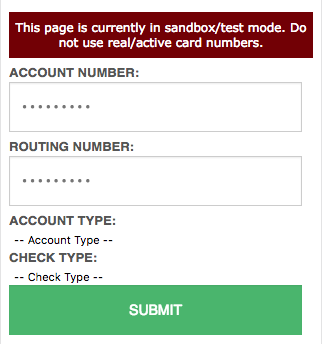 This page is currently in sandbox/test mode. Do
not use real/active card numbers.
ACCOUNT NUMBER:
•••••••••
ROUTING NUMBER:
•••••••••
ACCOUNT TYPE:
-- Account Type --
CHECK TYPE:
-- Check Type --
SUBMIT